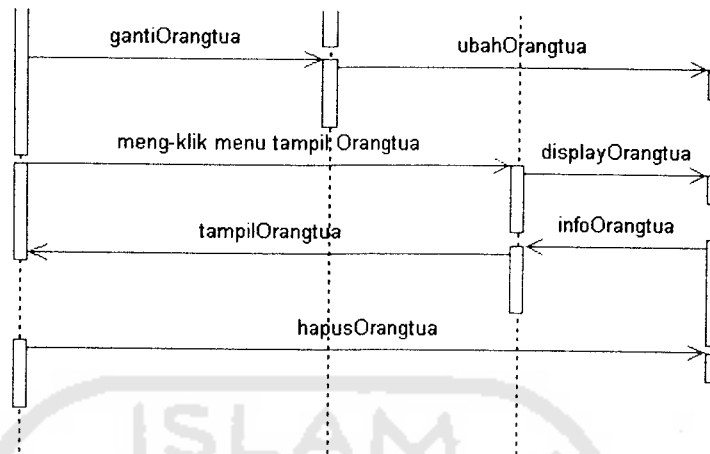 gantiOrangtua
ubahOrangtua
meng-klik menu tampil Orangtua
displayOrangtua
tampilOrangtua
infoOrangtua
hapusOrangtua
ISLAM